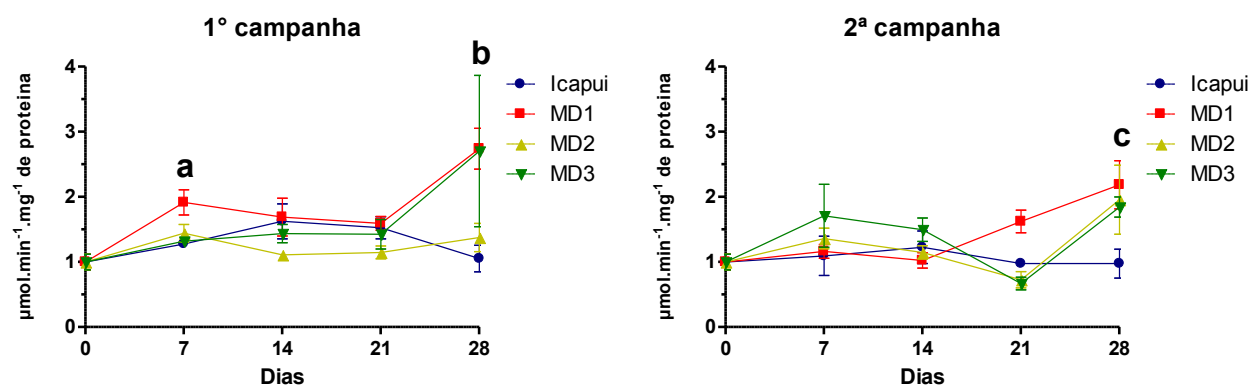 1° campanha
b
a
4
3
2
1
0
µmol.min⁻¹.mg⁻¹ de proteina
0 7 14 21 28
Dias
Icapui
MD1
MD2
MD3
2ª campanha
c
4
3
2
1
0
µmol.min⁻¹.mg⁻¹ de proteina
0 7 14 21 28
Dias
Icapui
MD1
MD2
MD3